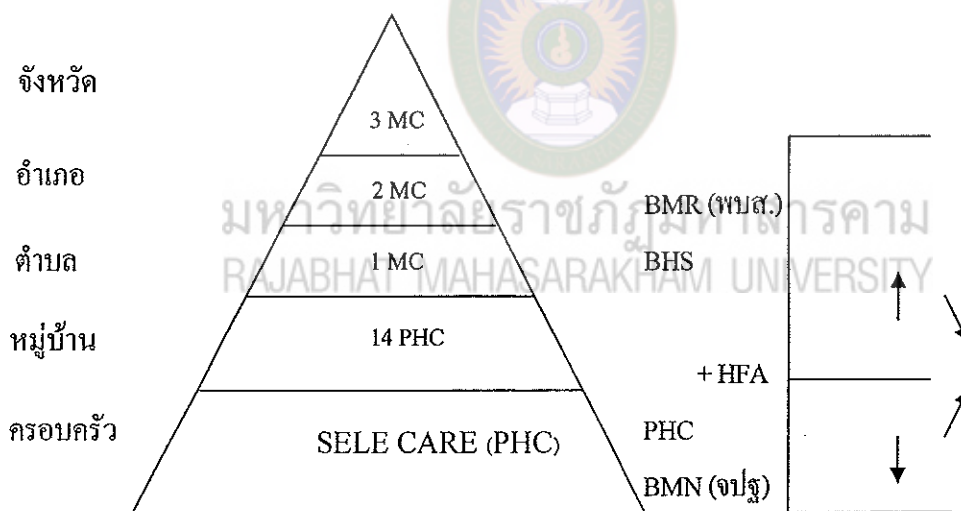 จังหวัด
3 MC
อำเภอ
2 MC
BMR (พบส.)
มหาวิทยาลัยราชภัฏมหาสารคาม
ตำบล
1 MC
BHS
RAJABHAT MAHASARAKHAM UNIVERSITY
หมู่บ้าน
14 PHC
+ HFA
ครอบครัว
SELE CARE (PHC)
PHC
BMN (จปฐ)